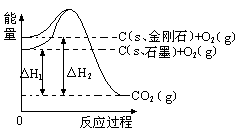 能量
C(s、金刚石)+O₂(g)
C(s、石墨)+O₂(g)
ΔH₁
ΔH₂
CO₂(g)
0
反应过程